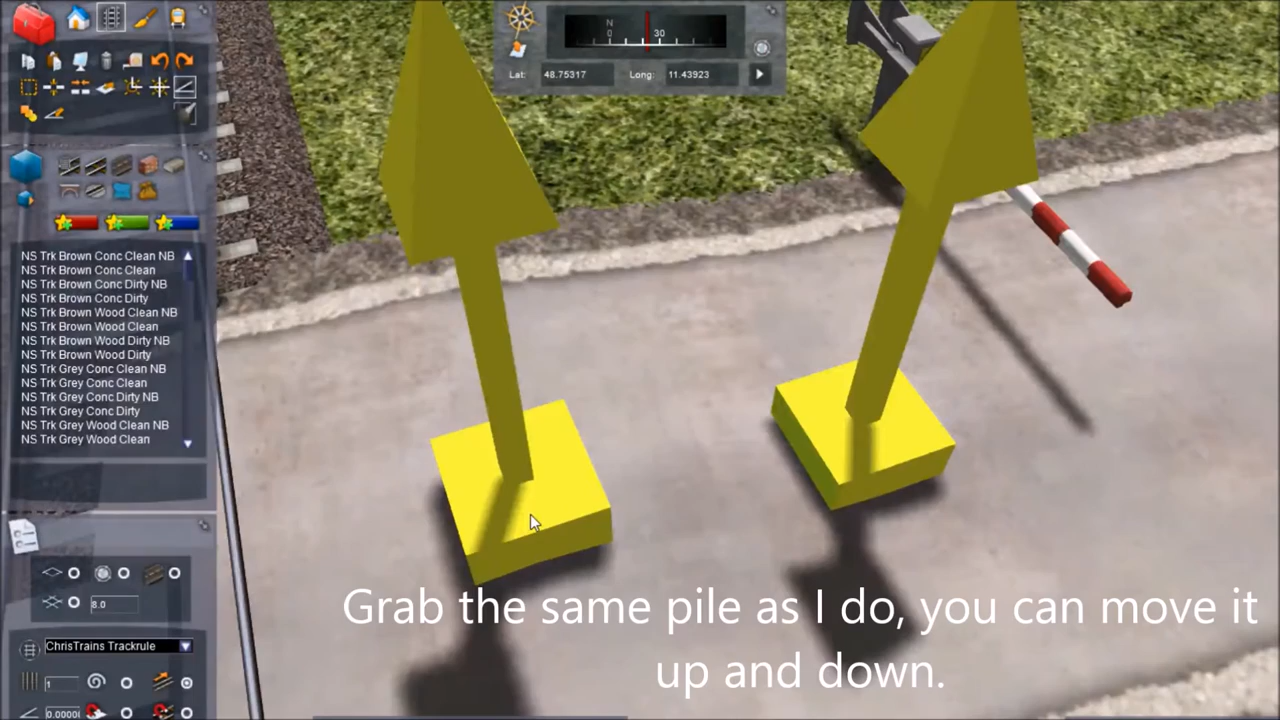 N
0 30
Lat: 48.75317 Long: 11.43923
NS Trk Brown Conc Clean NB
NS Trk Brown Conc Clean
NS Trk Brown Conc Dirty NB
NS Trk Brown Conc Dirty
NS Trk Brown Wood Clean NB
NS Trk Brown Wood Clean
NS Trk Brown Wood Dirty NB
NS Trk Brown Wood Dirty
NS Trk Grey Conc Clean NB
NS Trk Grey Conc Clean
NS Trk Grey Conc Dirty NB
NS Trk Grey Conc Dirty
NS Trk Grey Wood Clean NB
NS Trk Grey Wood Clean
8.0
ChrisTrains Trackrule
1
0.0000
Grab the same pile as I do, you can move it
up and down.